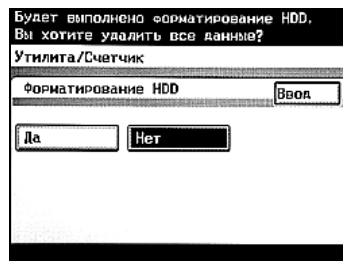 Будет выполнено форматирование HDD.
Вы хотите удалить все данные?
Утилита/Счетчик
Форматирование HDD
Ввод
Да
Нет